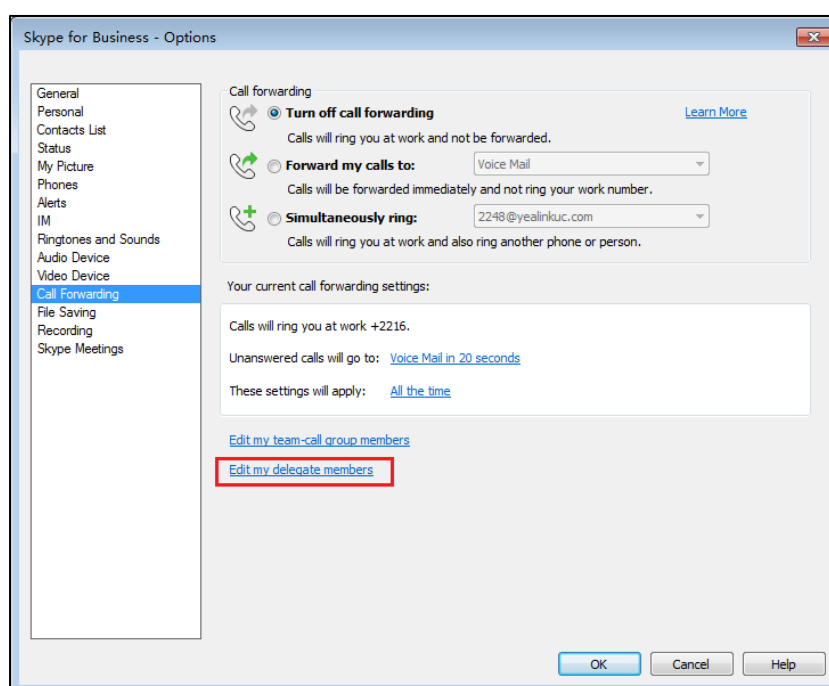 Skype for Business - Options
General
Personal
Contacts List
Status
My Picture
Phones
Alerts
IM
Ringtones and Sounds
Audio Device
Video Device
Call Forwarding
File Saving
Recording
Skype Meetings
Call forwarding
Turn off call forwarding Learn More
Calls will ring you at work and not be forwarded.
Forward my calls to: Voice Mail
Calls will be forwarded immediately and not ring your work number.
Simultaneously ring: 2248@yealinkuc.com
Calls will ring you at work and also ring another phone or person.
Your current call forwarding settings:
Calls will ring you at work +2216.
Unanswered calls will go to: Voice Mail in 20 seconds
These settings will apply: All the time
Edit my team-call group members
Edit my delegate members
OK Cancel Help